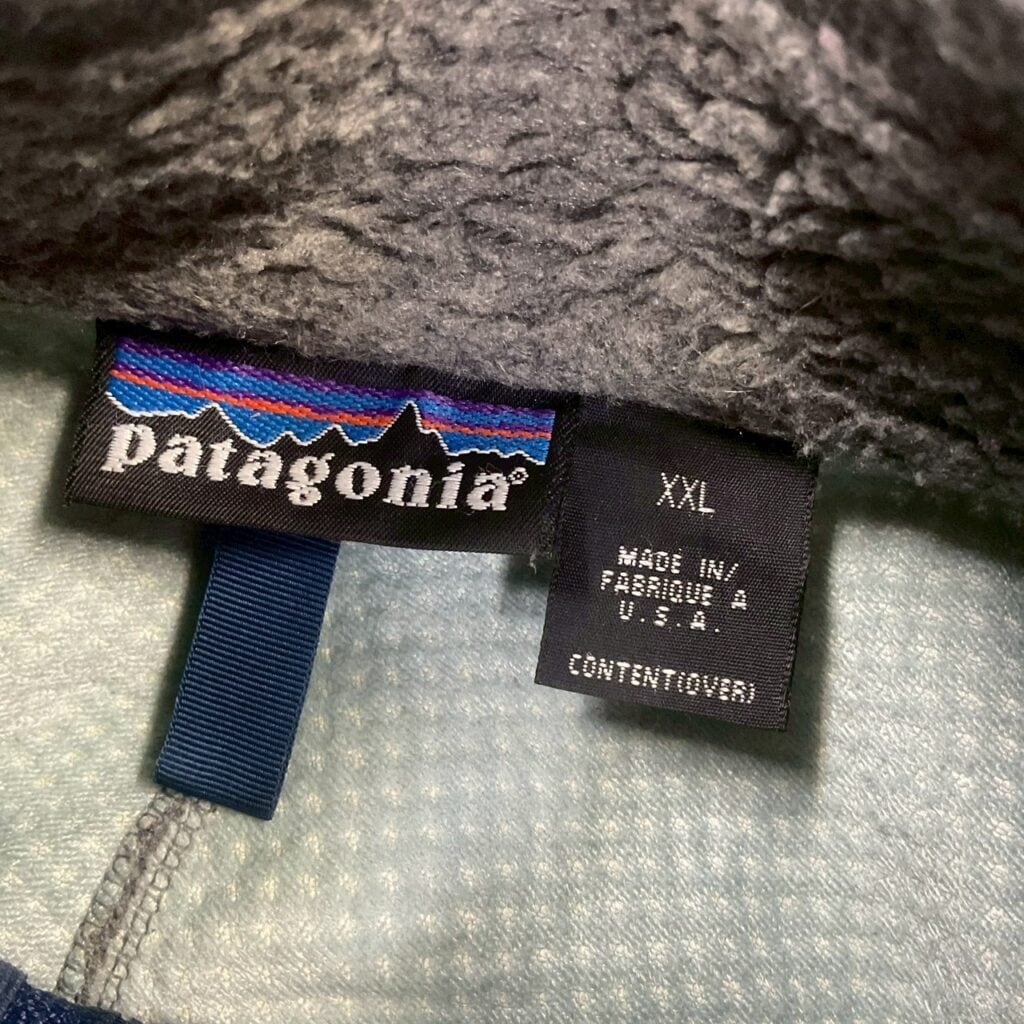 patagonia®
XXL
MADE IN/
FABRIQUE A
U.S.A.
CONTENT(OVER)